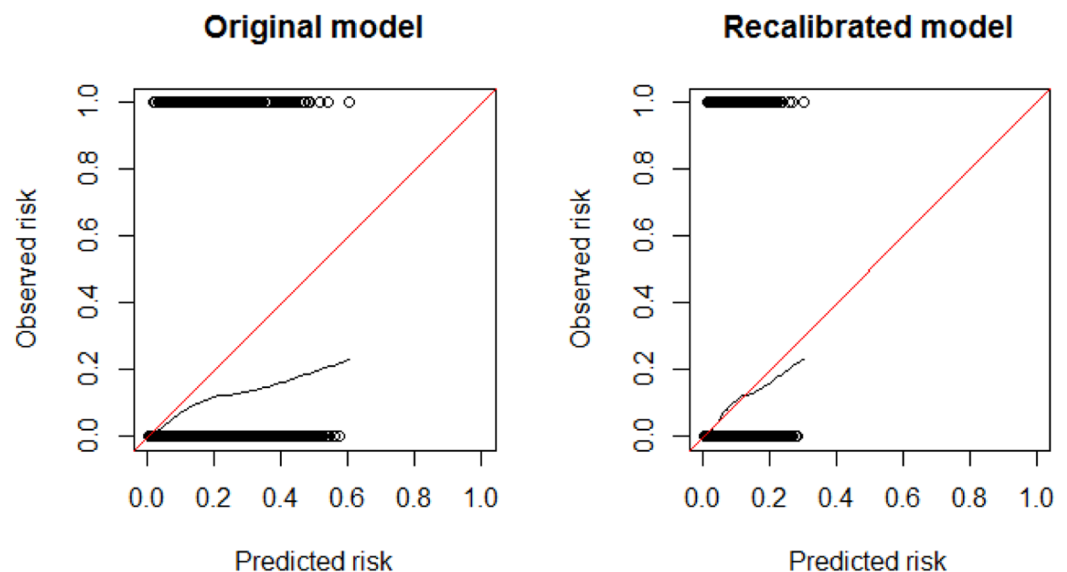 Original model
Observed risk
1.0
0.8
0.6
0.4
0.2
0.0
0.0 0.2 0.4 0.6 0.8 1.0
Predicted risk
Recalibrated model
Observed risk
1.0
0.8
0.6
0.4
0.2
0.0
0.0 0.2 0.4 0.6 0.8 1.0
Predicted risk